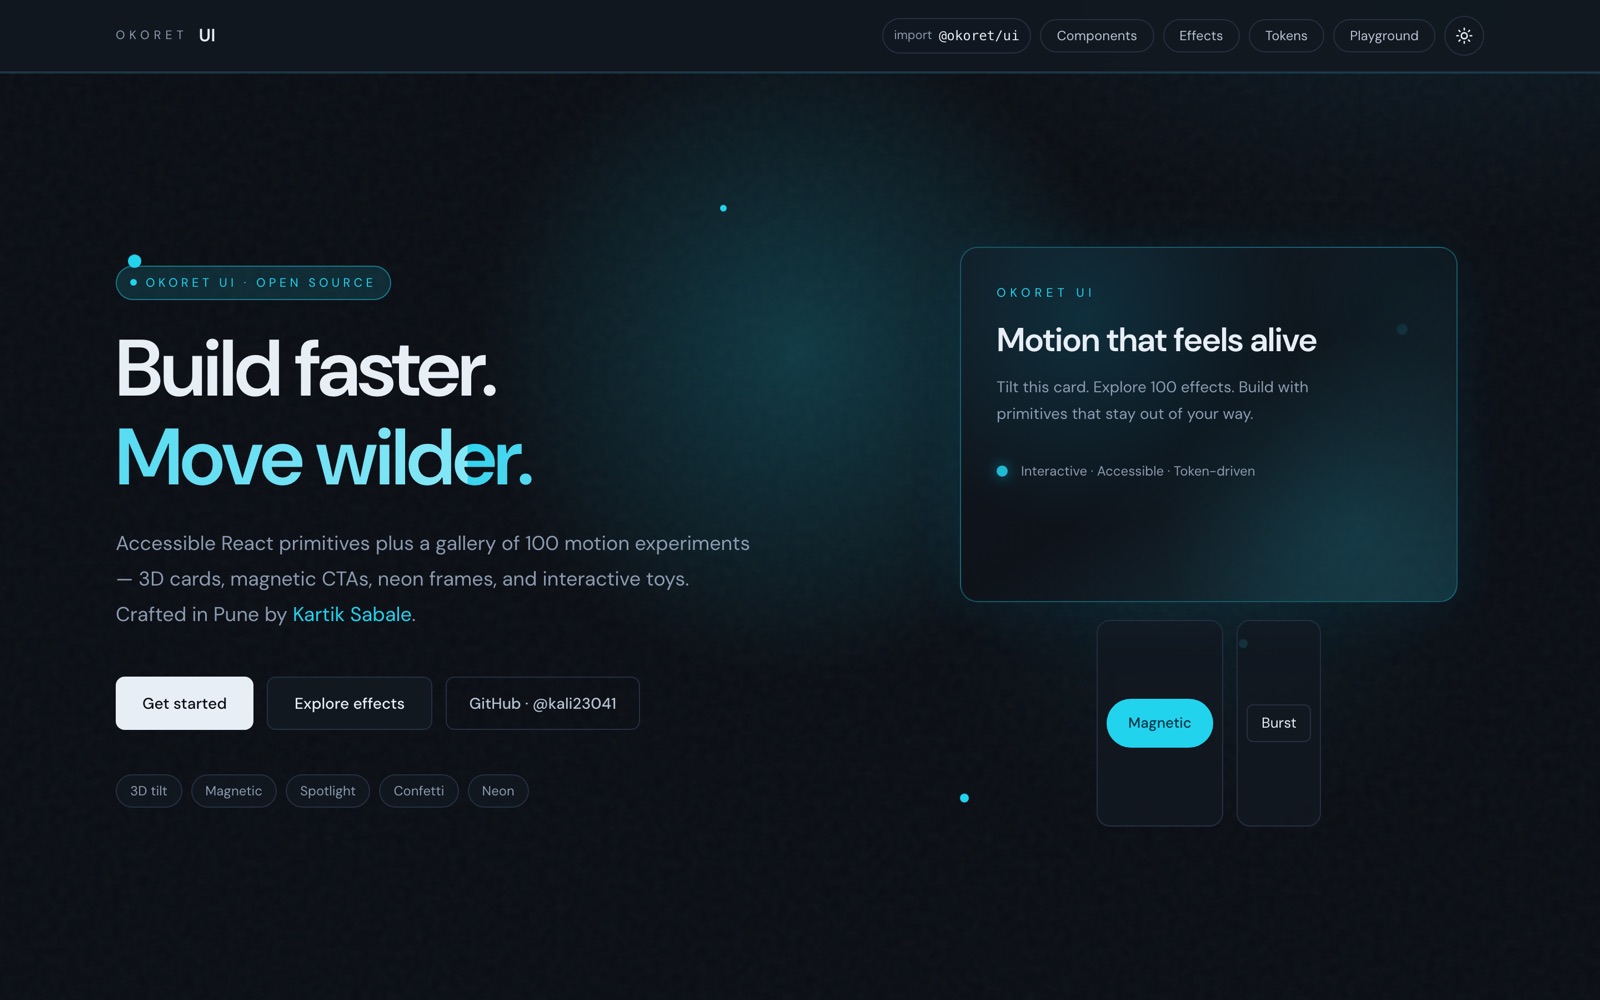 OKORET UI
import @okoret/ui
Components
Effects
Tokens
Playground
OKORET UI · OPEN SOURCE
Build faster.
Move wilder.
Accessible React primitives plus a gallery of 100 motion experiments
— 3D cards, magnetic CTAs, neon frames, and interactive toys.
Crafted in Pune by Kartik Sabale.
Get started
Explore effects
GitHub · @kali23041
3D tilt
Magnetic
Spotlight
Confetti
Neon
OKORET UI
Motion that feels alive
Tilt this card. Explore 100 effects. Build with
primitives that stay out of your way.
Interactive · Accessible · Token-driven
Magnetic
Burst